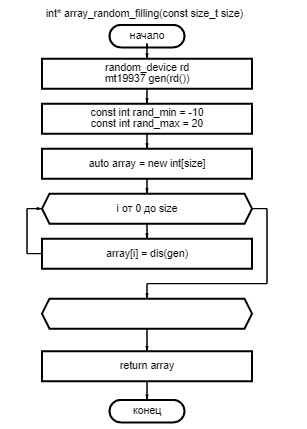 int* array_random_filling(const size_t size)
начало
random_device rd
mt19937 gen(rd())
const int rand_min = -10
const int rand_max = 20
auto array = new int[size]
i от 0 до size
array[i] = dis(gen)
return array
конец